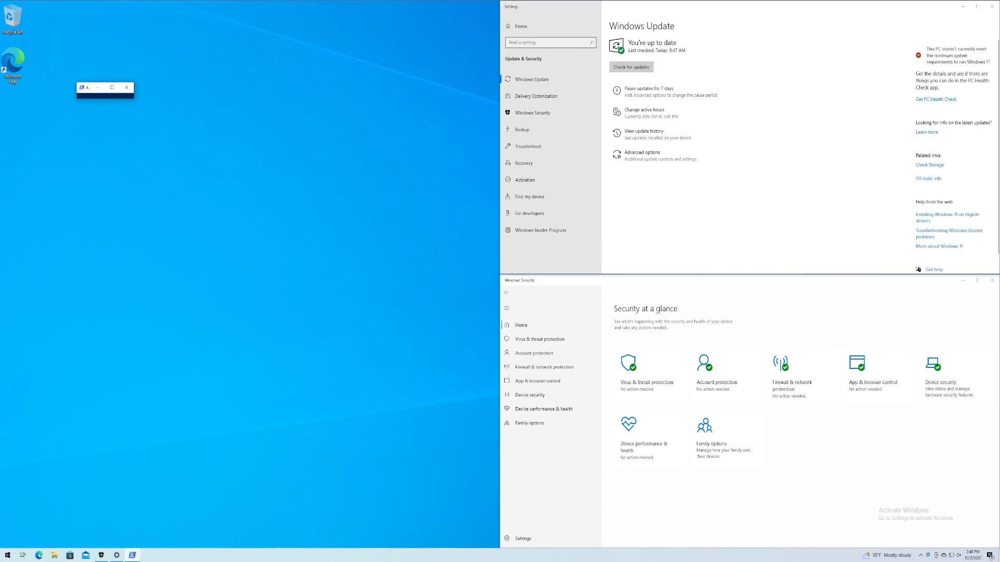 Recycle Bin
Microsoft
Edge
A.
Settings
Home
Find a setting
Update & Security
Windows Update
Delivery Optimization
Windows Security
Backup
Troubleshoot
Recovery
Activation
Find my device
For developers
Windows Insider Program
Windows Update
You're up to date
Last checked: Today, 8:47 AM
Check for updates
Pause updates for 7 days
Visit Advanced options to change the pause period
Change active hours
Currently 8:00 AM to 5:00 PM
View update history
See updates installed on your device
Advanced options
Additional update controls and settings
This PC doesn't currently meet
the minimum system
requirements to run Windows 11
Get the details and see if there are
things you can do in the PC Health
Check app.
Get PC Health Check
Looking for info on the latest updates?
Learn more
Related links
Check Storage
OS build info
Help from the web
Installing Windows 11 on eligible
devices
Troubleshooting Windows Update
problems
More about Windows 11
Get help
Windows Security
Home
Virus & threat protection
Account protection
Firewall & network protection
App & browser control
Device security
Device performance & health
Family options
Settings
Security at a glance
See what's happening with the security and health of your device
and take any actions needed.
Virus & threat protection
No action needed.
Account protection
No action needed.
Firewall & network
protection
No action needed.
App & browser control
No action needed.
Device security
View status and manage
hardware security features
Device performance &
health
No action needed.
Family options
Manage how your family uses
their devices.
Activate Windows
Go to Settings to activate Windows.
38°F Mostly cloudy
2:48 PM
12/2/2022
1